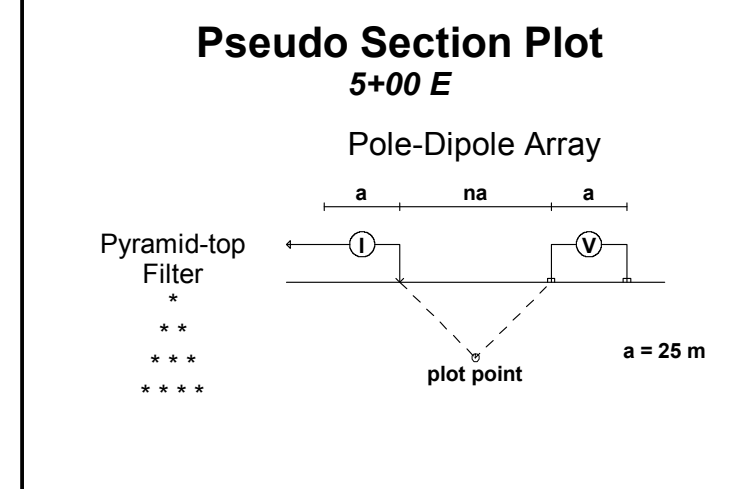 Pseudo Section Plot
5+00 E
Pole-Dipole Array
a na a
Pyramid-top
Filter
*
* *
* * *
* * * *
I V
plot point
a = 25 m